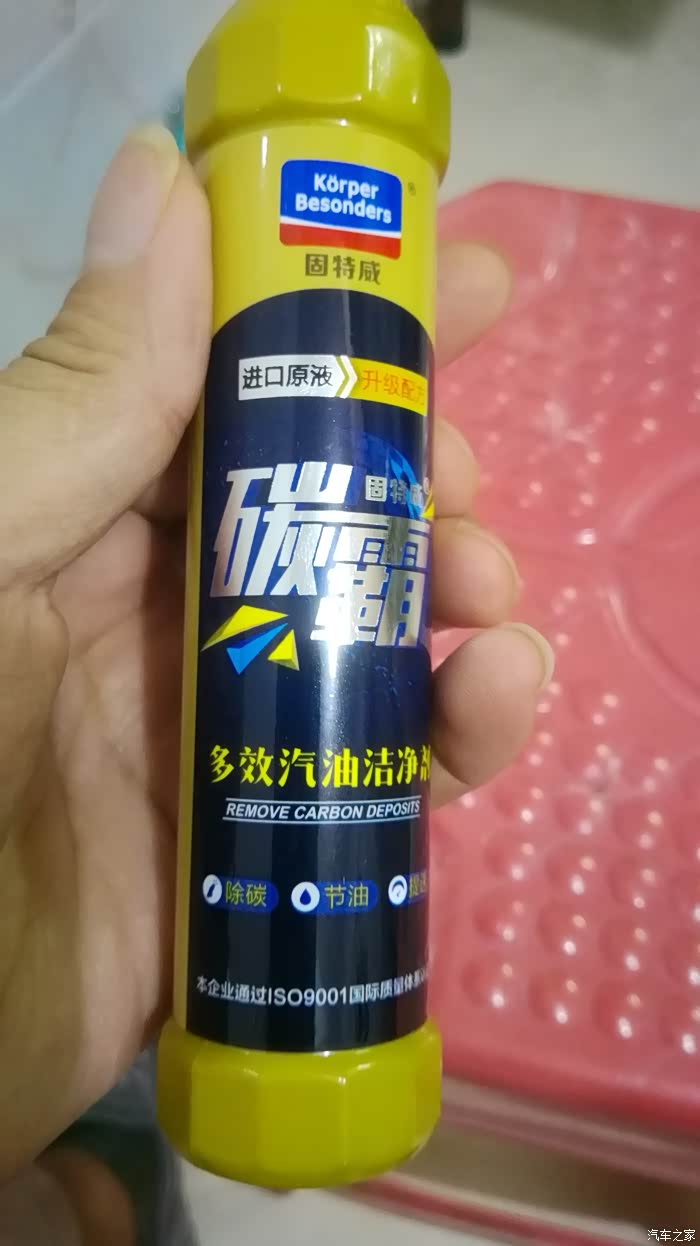 Körper
Besonders
®
固特威
进口原液 升级配方
固特威
碳霸
多效汽油洁净剂
REMOVE CARBON DEPOSITS
除碳 节油 提
本企业通过ISO9001国际质量体系
汽车之家